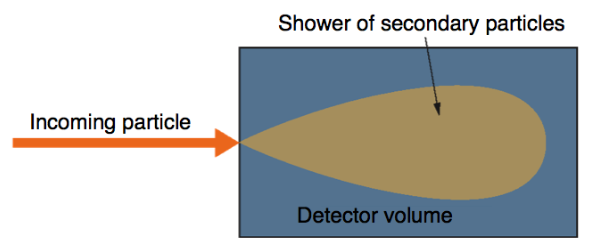 Shower of secondary particles
Incoming particle
Detector volume